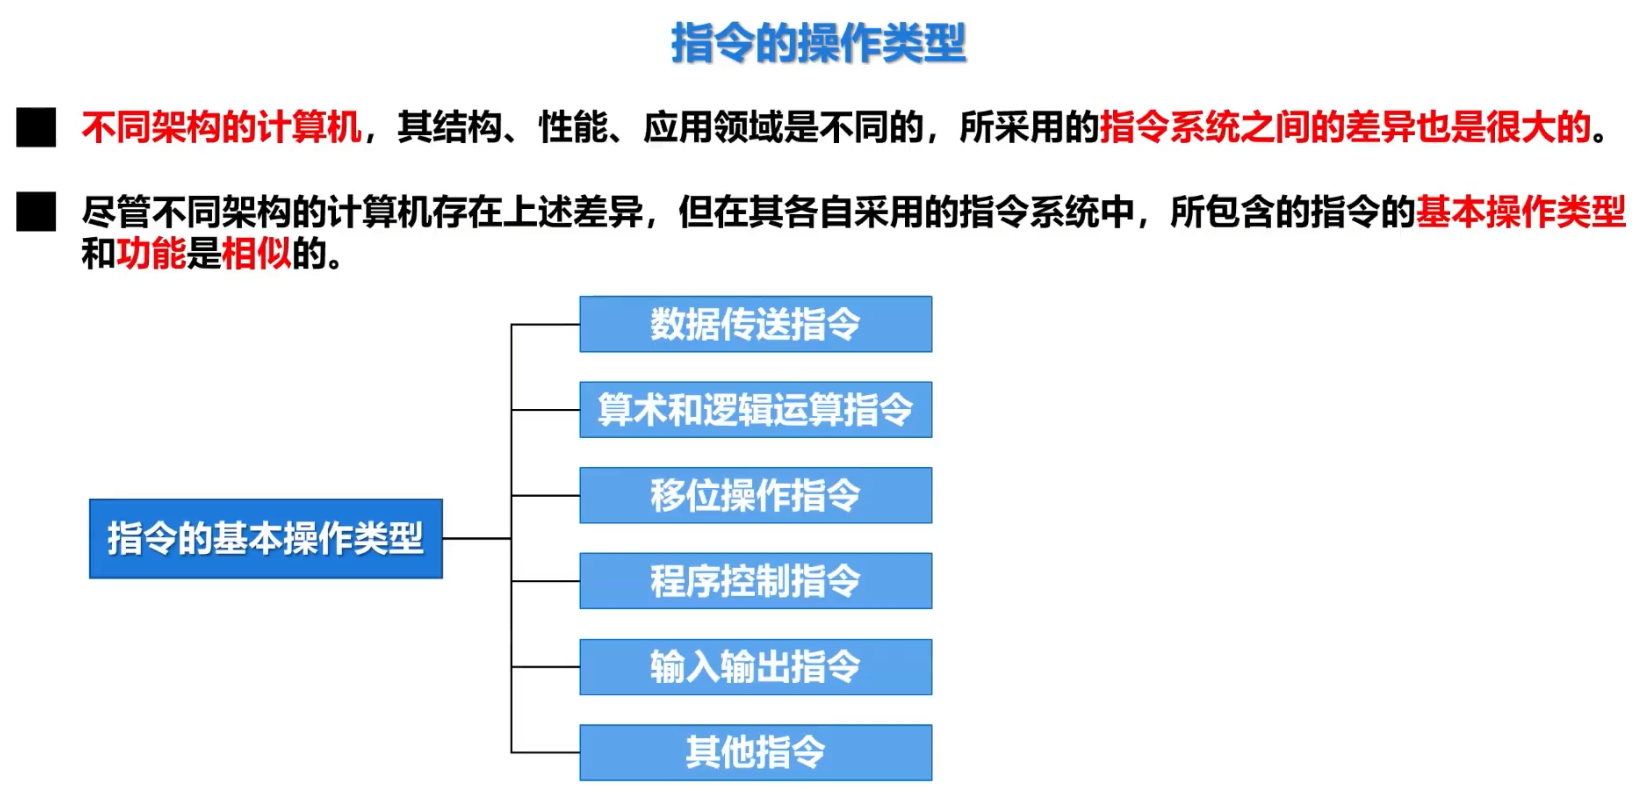 指令的操作类型
不同架构的计算机，其结构、性能、应用领域是不同的，所采用的指令系统之间的差异也是很大的。
尽管不同架构的计算机存在上述差异，但在其各自采用的指令系统中，所包含的指令的基本操作类型
和功能是相似的。
数据传送指令
算术和逻辑运算指令
移位操作指令
指令的基本操作类型
程序控制指令
输入输出指令
其他指令